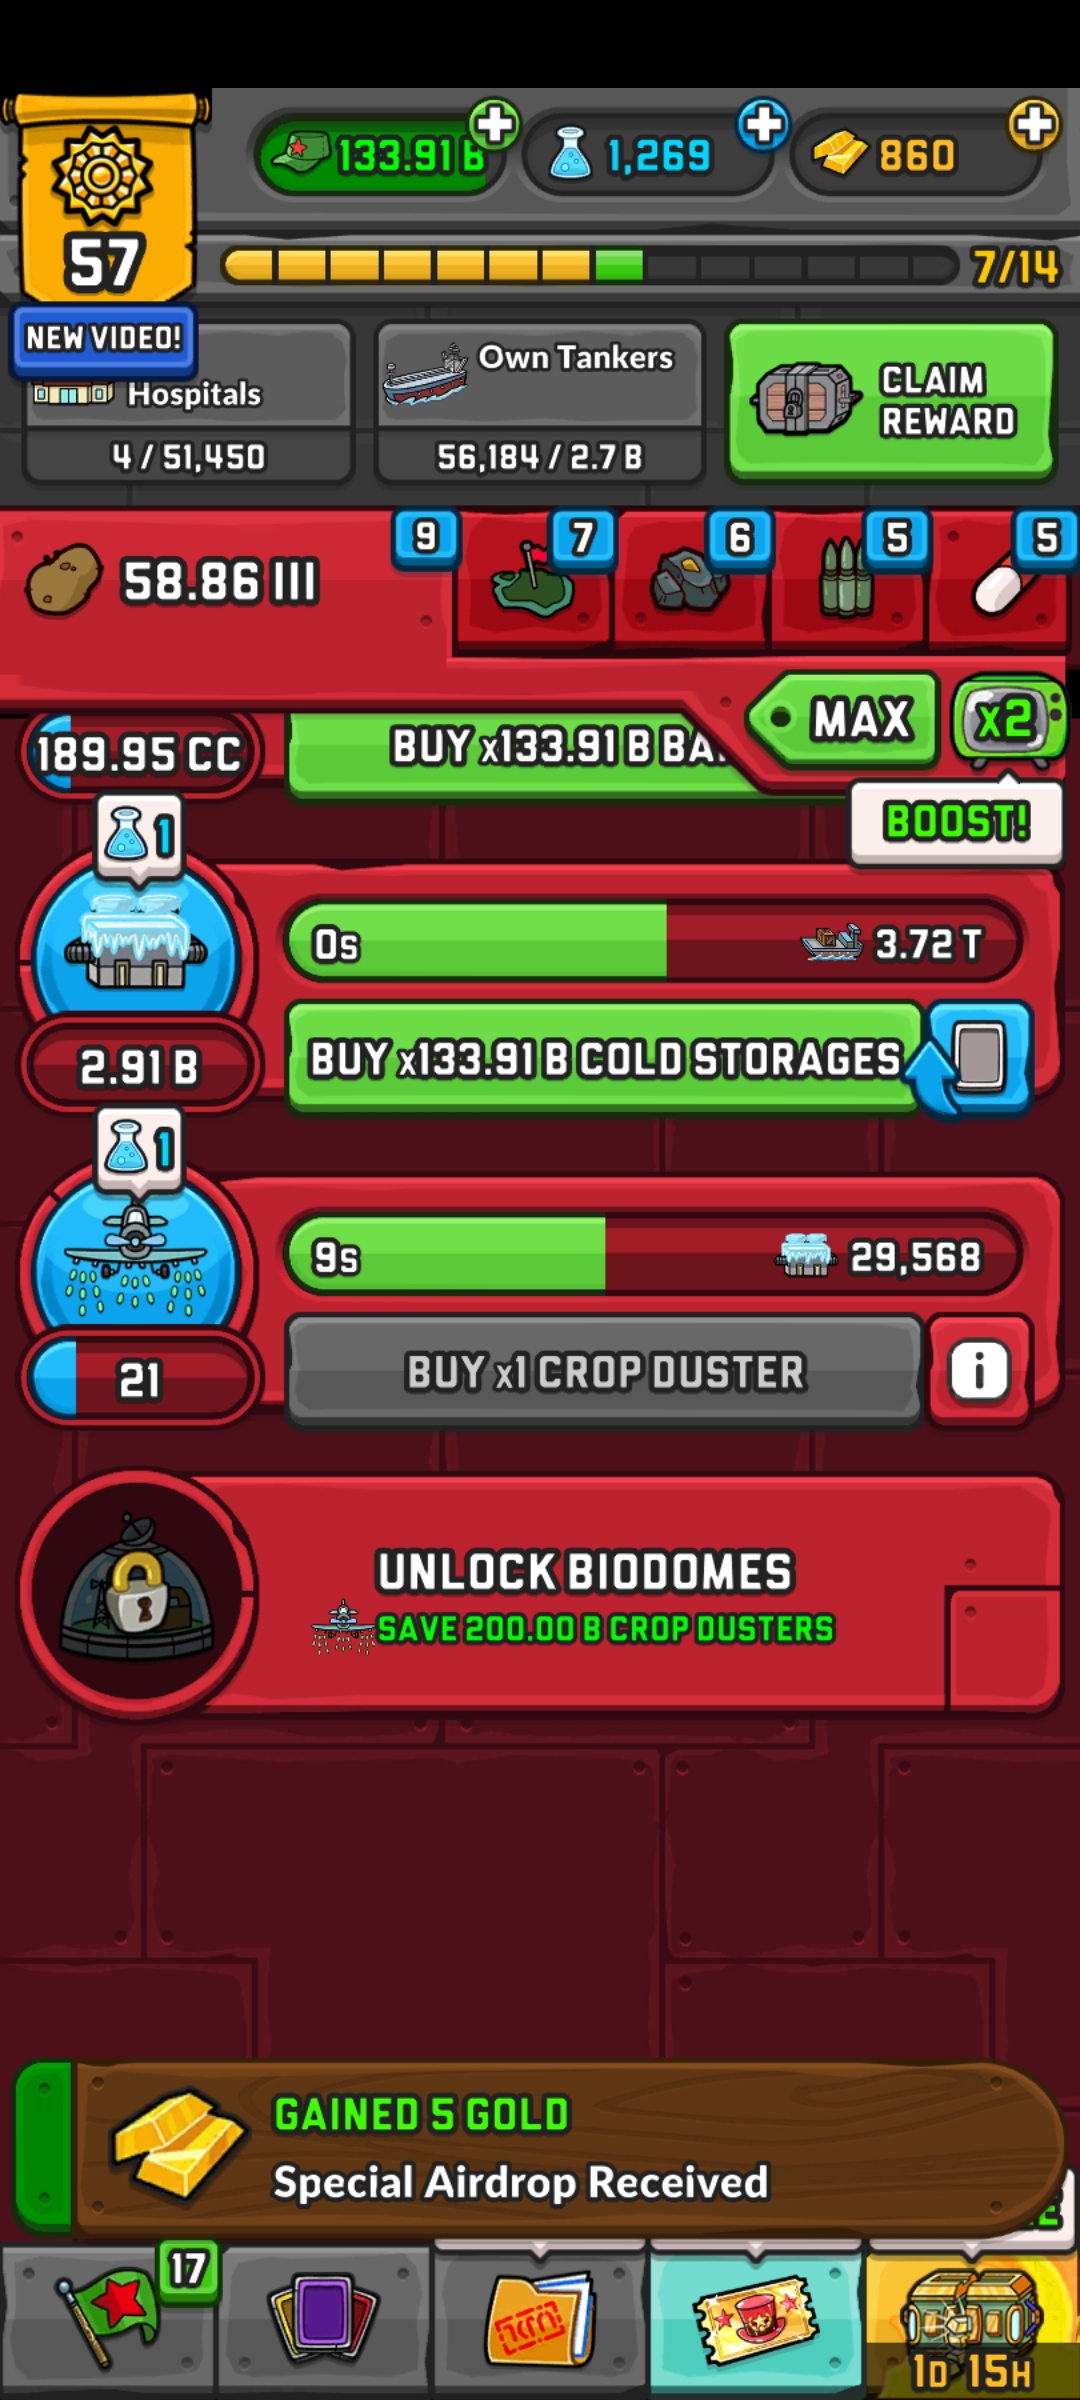 133.91 B
1,269
860
57
7/14
NEW VIDEO!
Hospitals
4 / 51,450
Own Tankers
56,184 / 2.7 B
CLAIM
REWARD
58.86 III
9
7
6
5
5
MAX
x2
BOOST!
189.95 CC
BUY x133.91 B BA
1
0s
3.72 T
2.91 B
BUY x133.91 B COLD STORAGES
1
9s
29,568
21
BUY x1 CROP DUSTER
i
UNLOCK BIODOMES
SAVE 200.00 B CROP DUSTERS
GAINED 5 GOLD
Special Airdrop Received
17
1D 15H